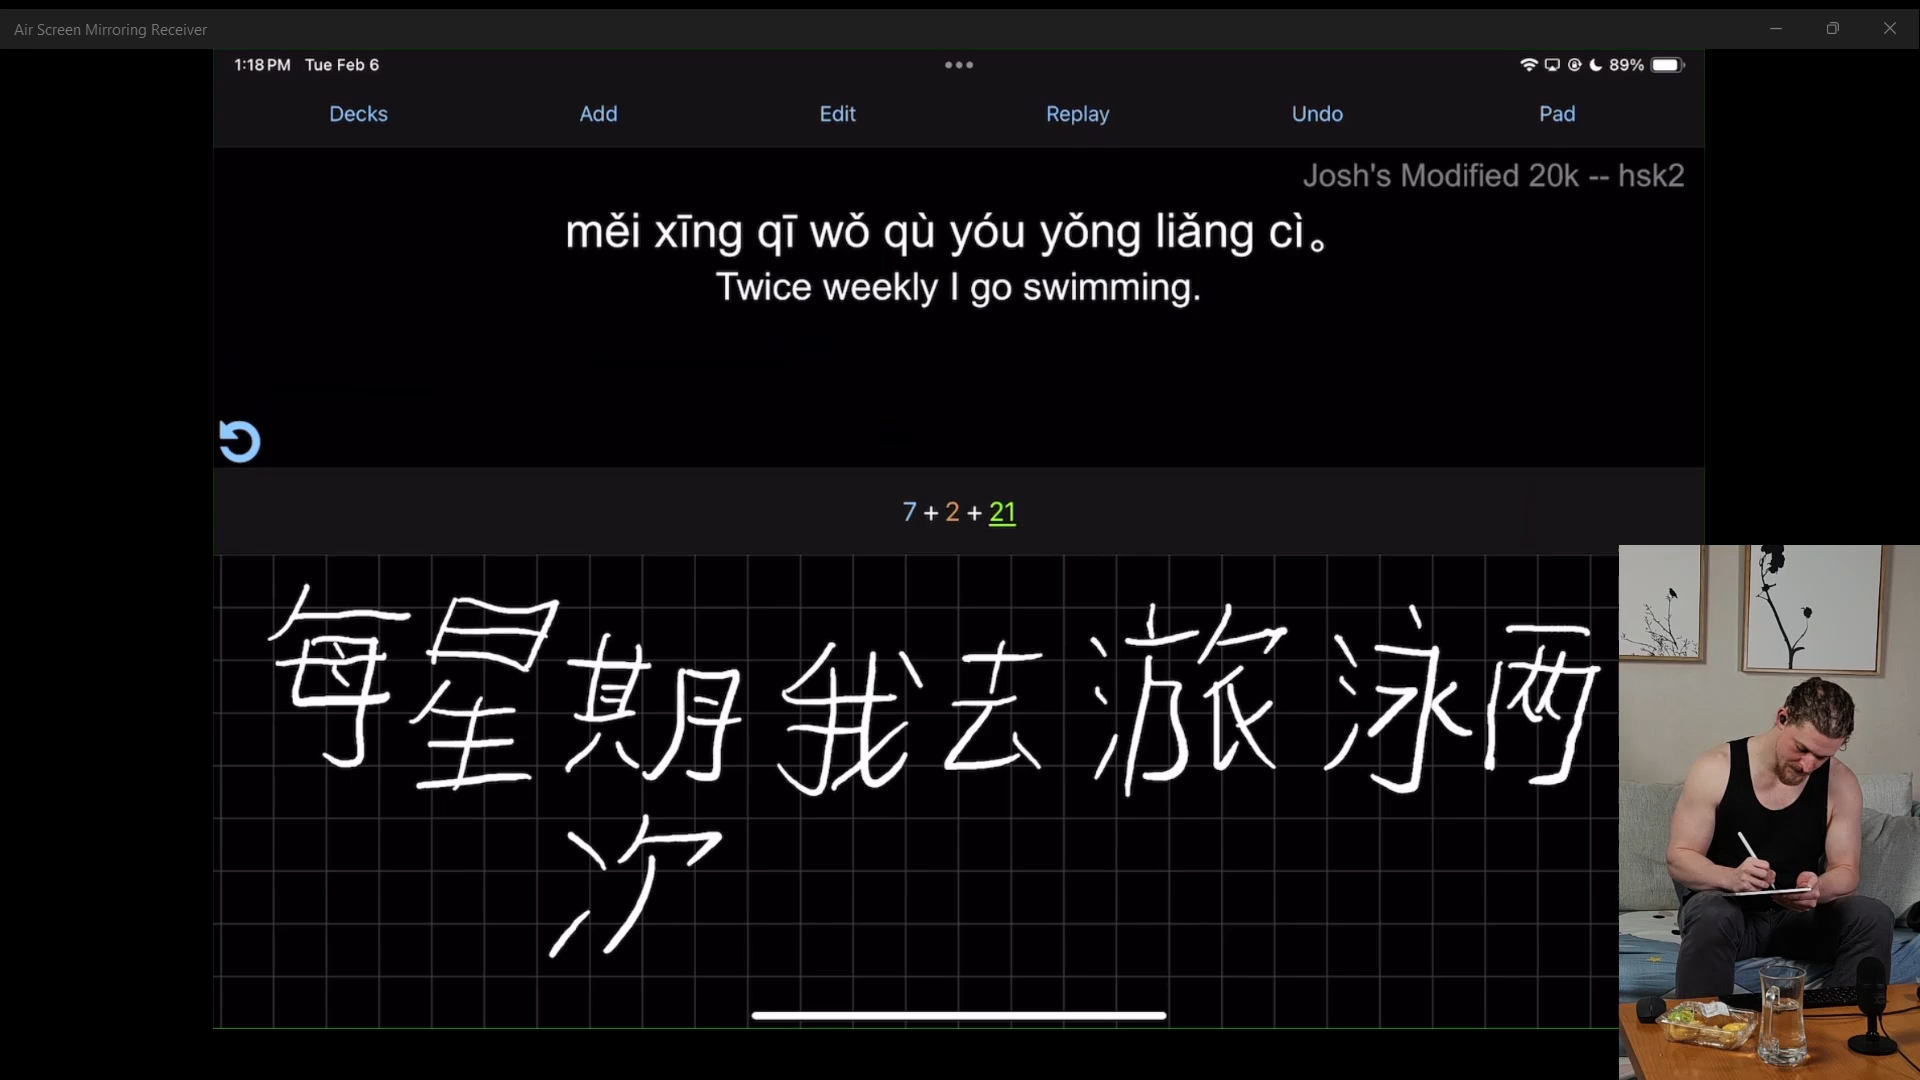 Air Screen Mirroring Receiver
1:18 PM Tue Feb 6
89%
Decks Add Edit Replay Undo Pad
Josh's Modified 20k -- hsk2
měi xīng qī wǒ qù yóu yǒng liǎng cì。
Twice weekly I go swimming.
7 + 2 + 21
每星期我去游泳两
次